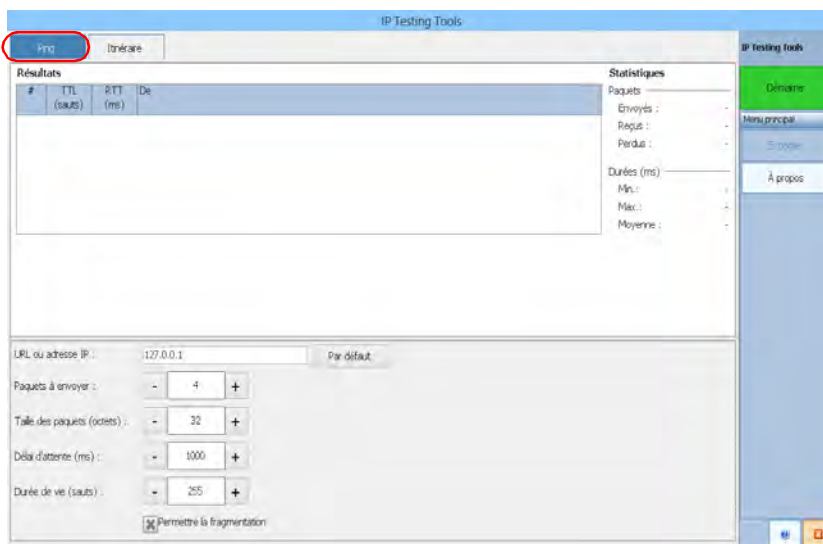 IP Testing Tools
Ping
Itinéraire
IP Testing Tools
Résultats
# TTL (sauts) RTT (ms) De
Statistiques
Paquets
Envoyés : -
Reçus : -
Perdus : -
Durées (ms)
Min. : -
Max. : -
Moyenne : -
Démarrer
Menu principal
À propos
URL ou adresse IP : 127.0.0.1 Par défaut
Paquets à envoyer : - 4 +
Taille des paquets (octets) : - 32 +
Délai d'attente (ms) : - 1000 +
Durée de vie (sauts) : - 255 +
Permettre la fragmentation